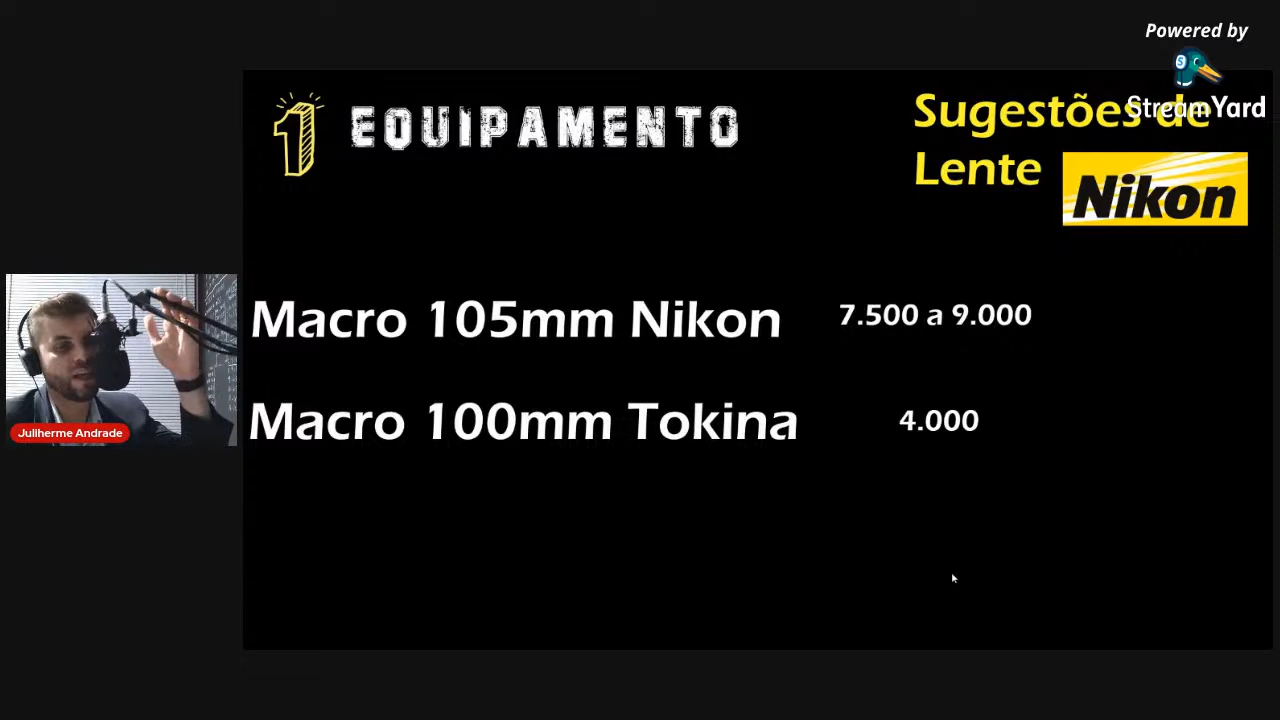 Powered by
StreamYard
1 EQUIPAMENTO
Sugestões de
Lente
Nikon
Macro 105mm Nikon 7.500 a 9.000
Macro 100mm Tokina 4.000
Jullherme Andrade